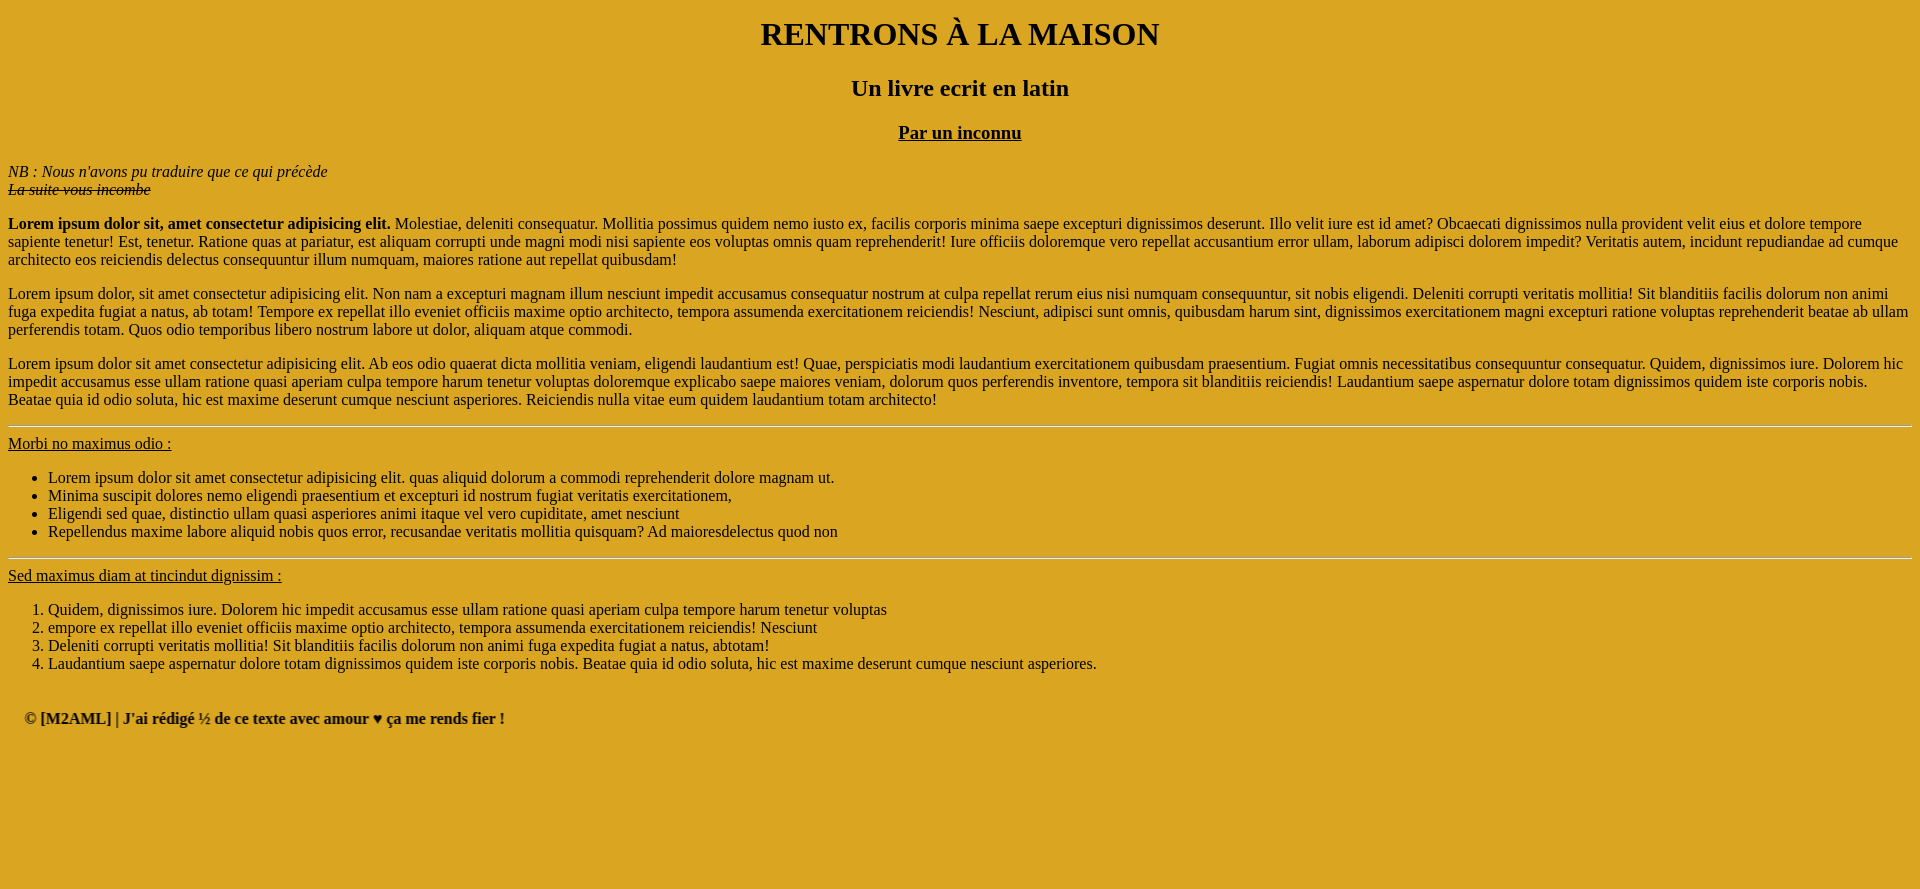 RENTRONS À LA MAISON
Un livre ecrit en latin
Par un inconnu
NB : Nous n'avons pu traduire que ce qui précède
La suite vous incombe
Lorem ipsum dolor sit, amet consectetur adipisicing elit. Molestiae, deleniti consequatur. Mollitia possimus quidem nemo iusto ex, facilis corporis minima saepe excepturi dignissimos deserunt. Illo velit iure est id amet? Obcaecati dignissimos nulla provident velit eius et dolore tempore
sapiente tenetur! Est, tenetur. Ratione quas at pariatur, est aliquam corrupti unde magni modi nisi sapiente eos voluptas omnis quam reprehenderit! Iure officiis doloremque vero repellat accusantium error ullam, laborum adipisci dolorem impedit? Veritatis autem, incidunt repudiandae ad cumque
architecto eos reiciendis delectus consequuntur illum numquam, maiores ratione aut repellat quibusdam!
Lorem ipsum dolor, sit amet consectetur adipisicing elit. Non nam a excepturi magnam illum nesciunt impedit accusamus consequatur nostrum at culpa repellat rerum eius nisi numquam consequuntur, sit nobis eligendi. Deleniti corrupti veritatis mollitia! Sit blanditiis facilis dolorum non animi
fuga expedita fugiat a natus, ab totam! Tempore ex repellat illo eveniet officiis maxime optio architecto, tempora assumenda exercitationem reiciendis! Nesciunt, adipisci sunt omnis, quibusdam harum sint, dignissimos exercitationem magni excepturi ratione voluptas reprehenderit beatae ab ullam
perferendis totam. Quos odio temporibus libero nostrum labore ut dolor, aliquam atque commodi.
Lorem ipsum dolor sit amet consectetur adipisicing elit. Ab eos odio quaerat dicta mollitia veniam, eligendi laudantium est! Quae, perspiciatis modi laudantium exercitationem quibusdam praesentium. Fugiat omnis necessitatibus consequuntur consequatur. Quidem, dignissimos iure. Dolorem hic
impedit accusamus esse ullam ratione quasi aperiam culpa tempore harum tenetur voluptas doloremque explicabo saepe maiores veniam, dolorum quos perferendis inventore, tempora sit blanditiis reiciendis! Laudantium saepe aspernatur dolore totam dignissimos quidem iste corporis nobis.
Beatae quia id odio soluta, hic est maxime deserunt cumque nesciunt asperiores. Reiciendis nulla vitae eum quidem laudantium totam architecto!
Morbi no maximus odio :
• Lorem ipsum dolor sit amet consectetur adipisicing elit. quas aliquid dolorum a commodi reprehenderit dolore magnam ut.
• Minima suscipit dolores nemo eligendi praesentium et excepturi id nostrum fugiat veritatis exercitationem,
• Eligendi sed quae, distinctio ullam quasi asperiores animi itaque vel vero cupiditate, amet nesciunt
• Repellendus maxime labore aliquid nobis quos error, recusandae veritatis mollitia quisquam? Ad maioresdelectus quod non
Sed maximus diam at tincindut dignissim :
1. Quidem, dignissimos iure. Dolorem hic impedit accusamus esse ullam ratione quasi aperiam culpa tempore harum tenetur voluptas
2. empore ex repellat illo eveniet officiis maxime optio architecto, tempora assumenda exercitationem reiciendis! Nesciunt
3. Deleniti corrupti veritatis mollitia! Sit blanditiis facilis dolorum non animi fuga expedita fugiat a natus, abtotam!
4. Laudantium saepe aspernatur dolore totam dignissimos quidem iste corporis nobis. Beatae quia id odio soluta, hic est maxime deserunt cumque nesciunt asperiores.
© [M2AML] | J'ai rédigé ½ de ce texte avec amour ♥ ça me rends fier !